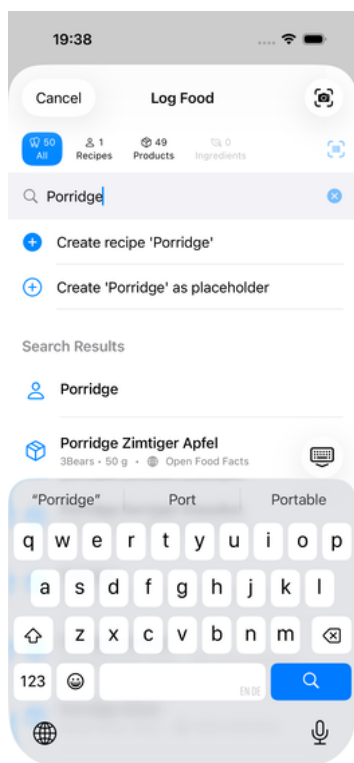 19:38
Cancel
Log Food
50 1 49 0
All Recipes Products Ingredients
Porridge
Create recipe 'Porridge'
Create 'Porridge' as placeholder
Search Results
Porridge
Porridge Zimtiger Apfel
3Bears • 50 g • Open Food Facts
“Porridge” Port Portable
q w e r t y u i o p
a s d f g h j k l
z x c v b n m
123
EN DE